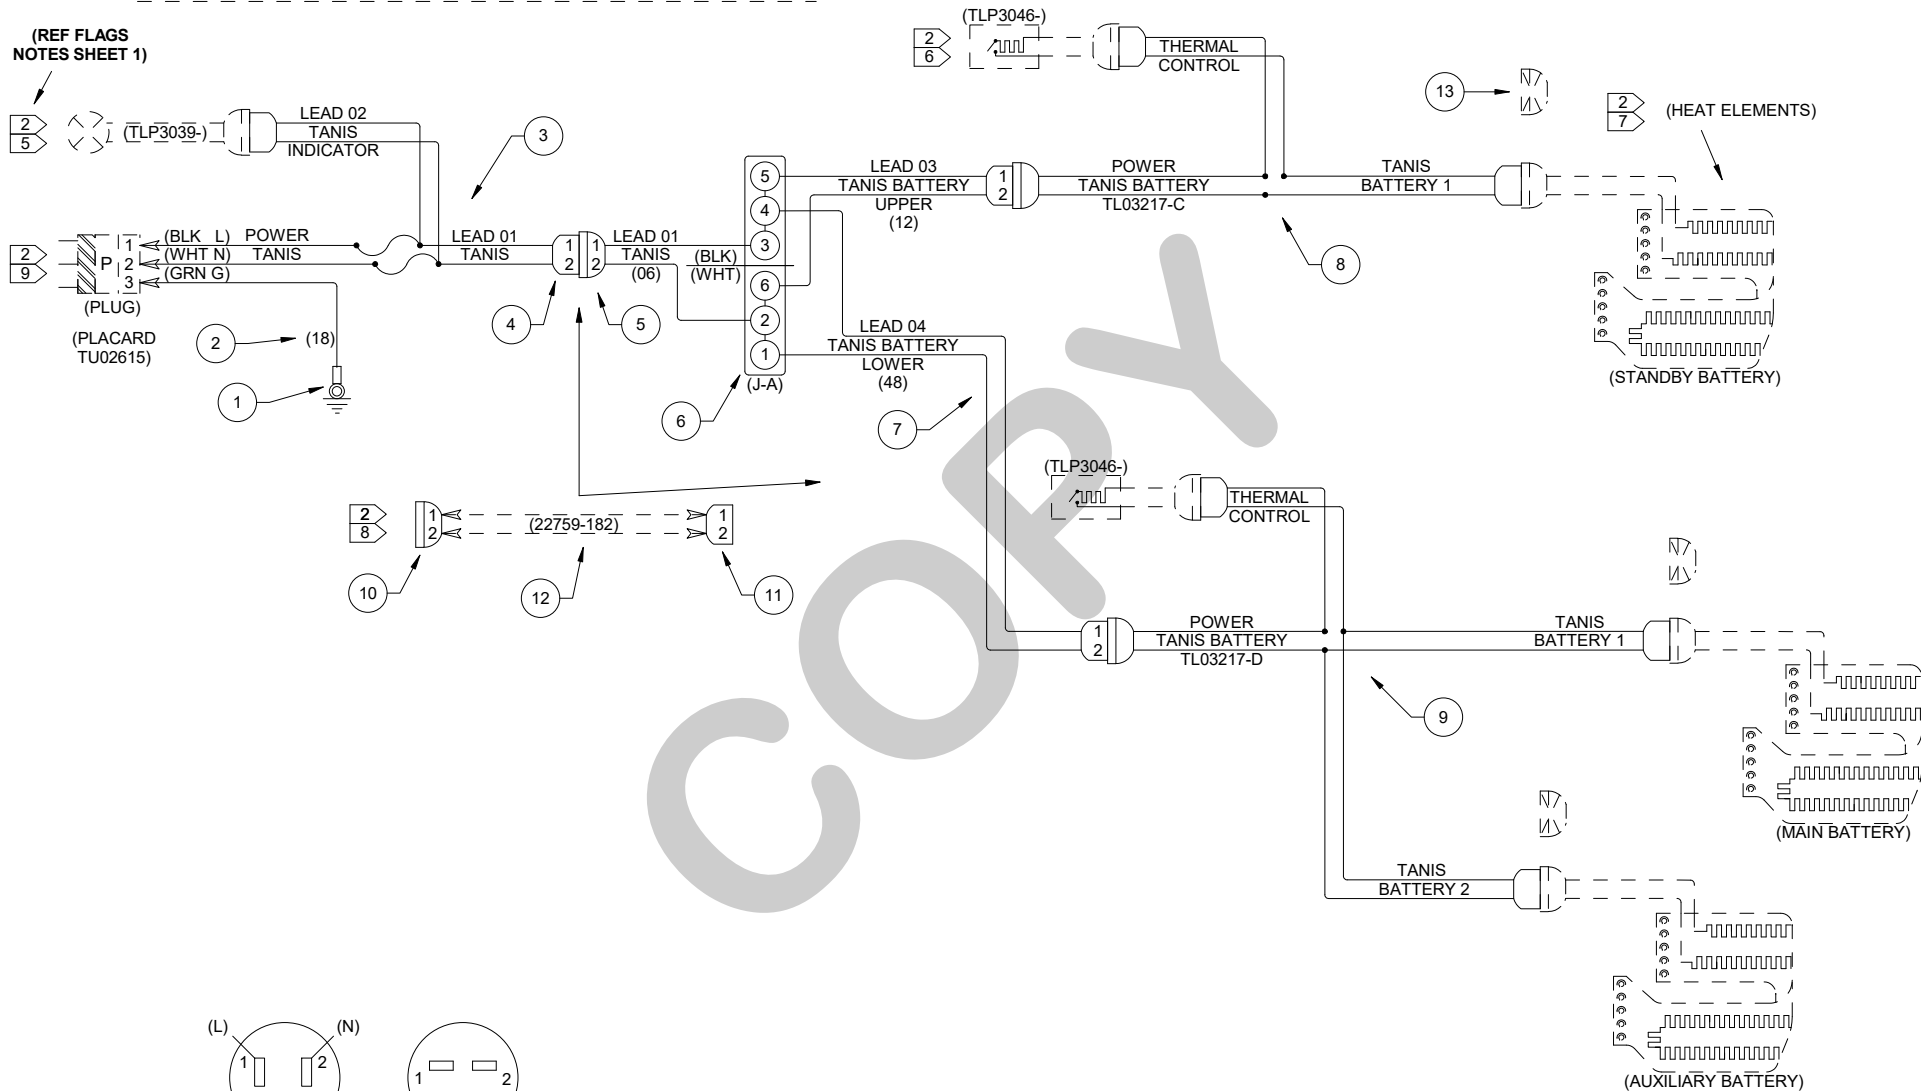 (REF FLAGS
NOTES SHEET 1)
2
5
(TLP3039-)
LEAD 02
TANIS
INDICATOR
3
(TLP3046-)
2
6
THERMAL
CONTROL
13
2
7
(HEAT ELEMENTS)
2
9
P
1
2
3
(BLK L)
(WHT N)
(GRN G)
POWER
TANIS
(PLUG)
(PLACARD
TU02615)
2
(18)
1
LEAD 01
TANIS
1
2
1
2
4
5
LEAD 01
TANIS
(06)
(BLK)
(WHT)
5
4
3
6
2
1
(J-A)
6
LEAD 03
TANIS BATTERY
UPPER
(12)
1
2
POWER
TANIS BATTERY
TL03217-C
8
TANIS
BATTERY 1
(STANDBY BATTERY)
LEAD 04
TANIS BATTERY
LOWER
(48)
7
(TLP3046-)
THERMAL
CONTROL
2
8
1
2
(22759-182)
1
2
10
12
11
1
2
POWER
TANIS BATTERY
TL03217-D
9
TANIS
BATTERY 1
(MAIN BATTERY)
TANIS
BATTERY 2
(AUXILIARY BATTERY)
COPY
(L)
(N)
1
2
1
2